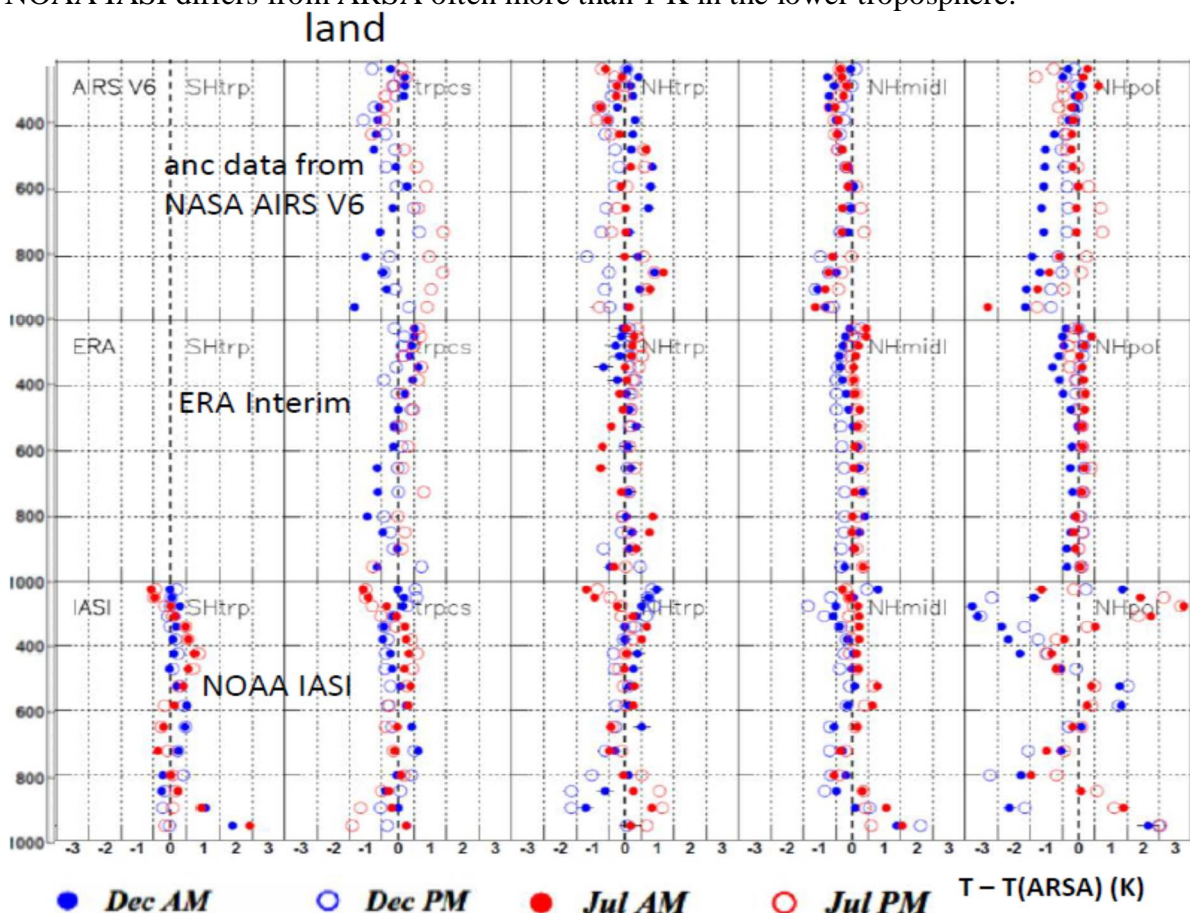 NOAA IASI differs from ARSA often more than 1 K in the lower troposphere.
land
AIRS V6 SHtrp trpcs NHtrp NHmidl NHpol
400
anc data from
NASA AIRS V6
600
800
1000
ERA SHtrp trpcs NHtrp NHmidl NHpol
400
ERA Interim
600
800
1000
IASI SHtrp trpcs NHtrp NHmidl NHpol
400
NOAA IASI
600
800
1000
-3 -2 -1 0 1 2 3 -3 -2 -1 0 1 2 3 -3 -2 -1 0 1 2 3 -3 -2 -1 0 1 2 3 -3 -2 -1 0 1 2 3
Dec AM Dec PM Jul AM Jul PM T – T(ARSA) (K)